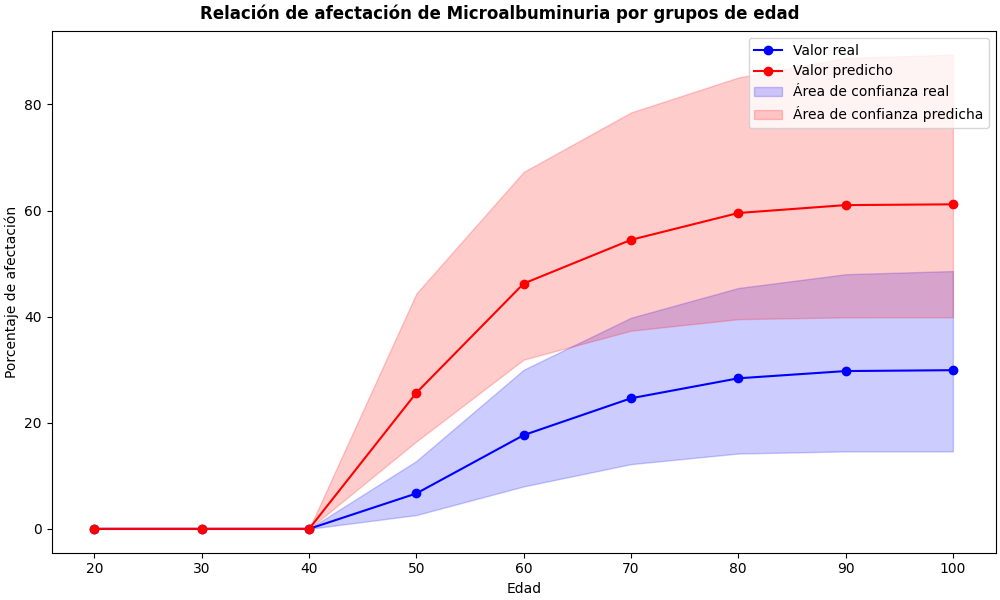 Relación de afectación de Microalbuminuria por grupos de edad
Valor real
Valor predicho
Área de confianza real
Área de confianza predicha
Porcentaje de afectación
80
60
40
20
0
20 30 40 50 60 70 80 90 100
Edad